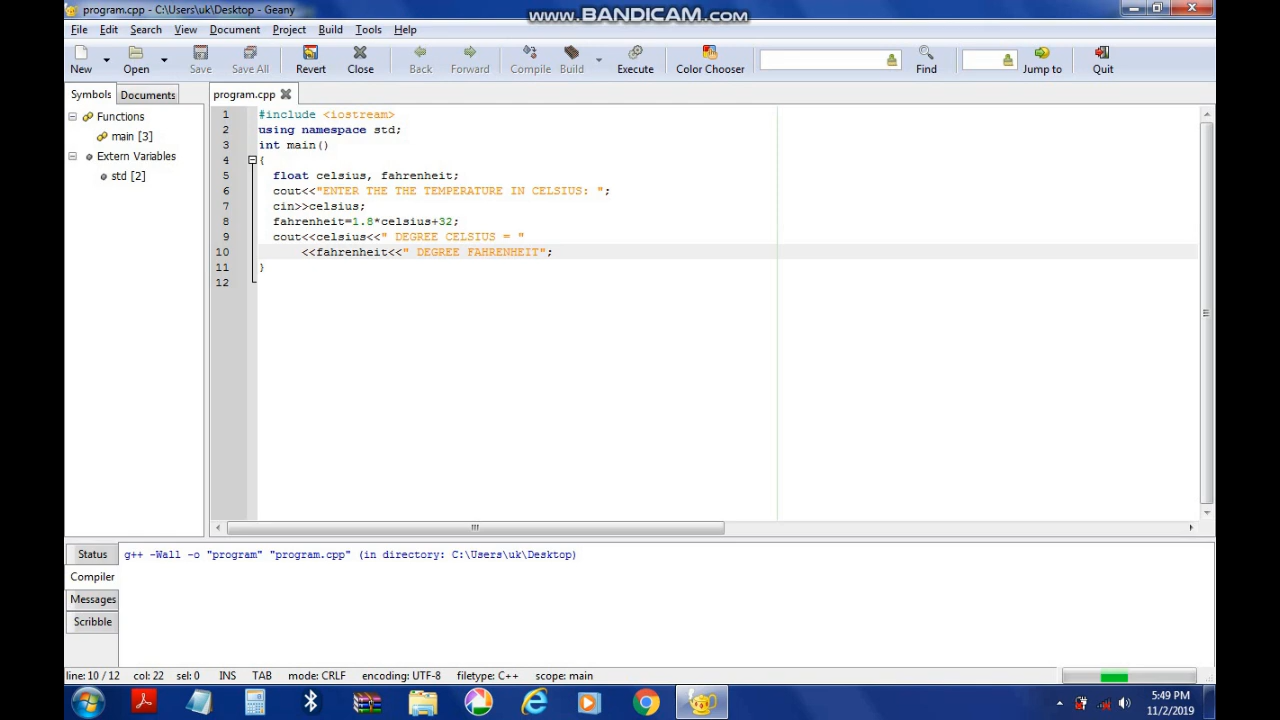 program.cpp - C:\Users\uk\Desktop - Geany
www.BANDICAM.com
File Edit Search View Document Project Build Tools Help
New Open Save Save All Revert Close Back Forward Compile Build Execute Color Chooser Find Jump to Quit
Symbols Documents
program.cpp
Functions
main [3]
Extern Variables
std [2]
1 #include <iostream>
2 using namespace std;
3 int main()
4 {
5 float celsius, fahrenheit;
6 cout<<"ENTER THE THE TEMPERATURE IN CELSIUS: ";
7 cin>>celsius;
8 fahrenheit=1.8*celsius+32;
9 cout<<celsius<<" DEGREE CELSIUS = "
10 <<fahrenheit<<" DEGREE FAHRENHEIT";
11 }
12
Status
Compiler
Messages
Scribble
g++ -Wall -o "program" "program.cpp" (in directory: C:\Users\uk\Desktop)
line: 10 / 12 col: 22 sel: 0 INS TAB mode: CRLF encoding: UTF-8 filetype: C++ scope: main
5:49 PM
11/2/2019